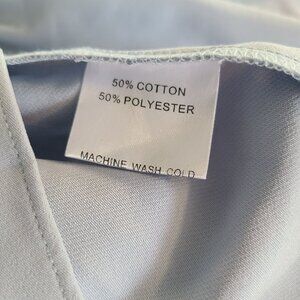 50% COTTON
50% POLYESTER
MACHINE WASH COLD